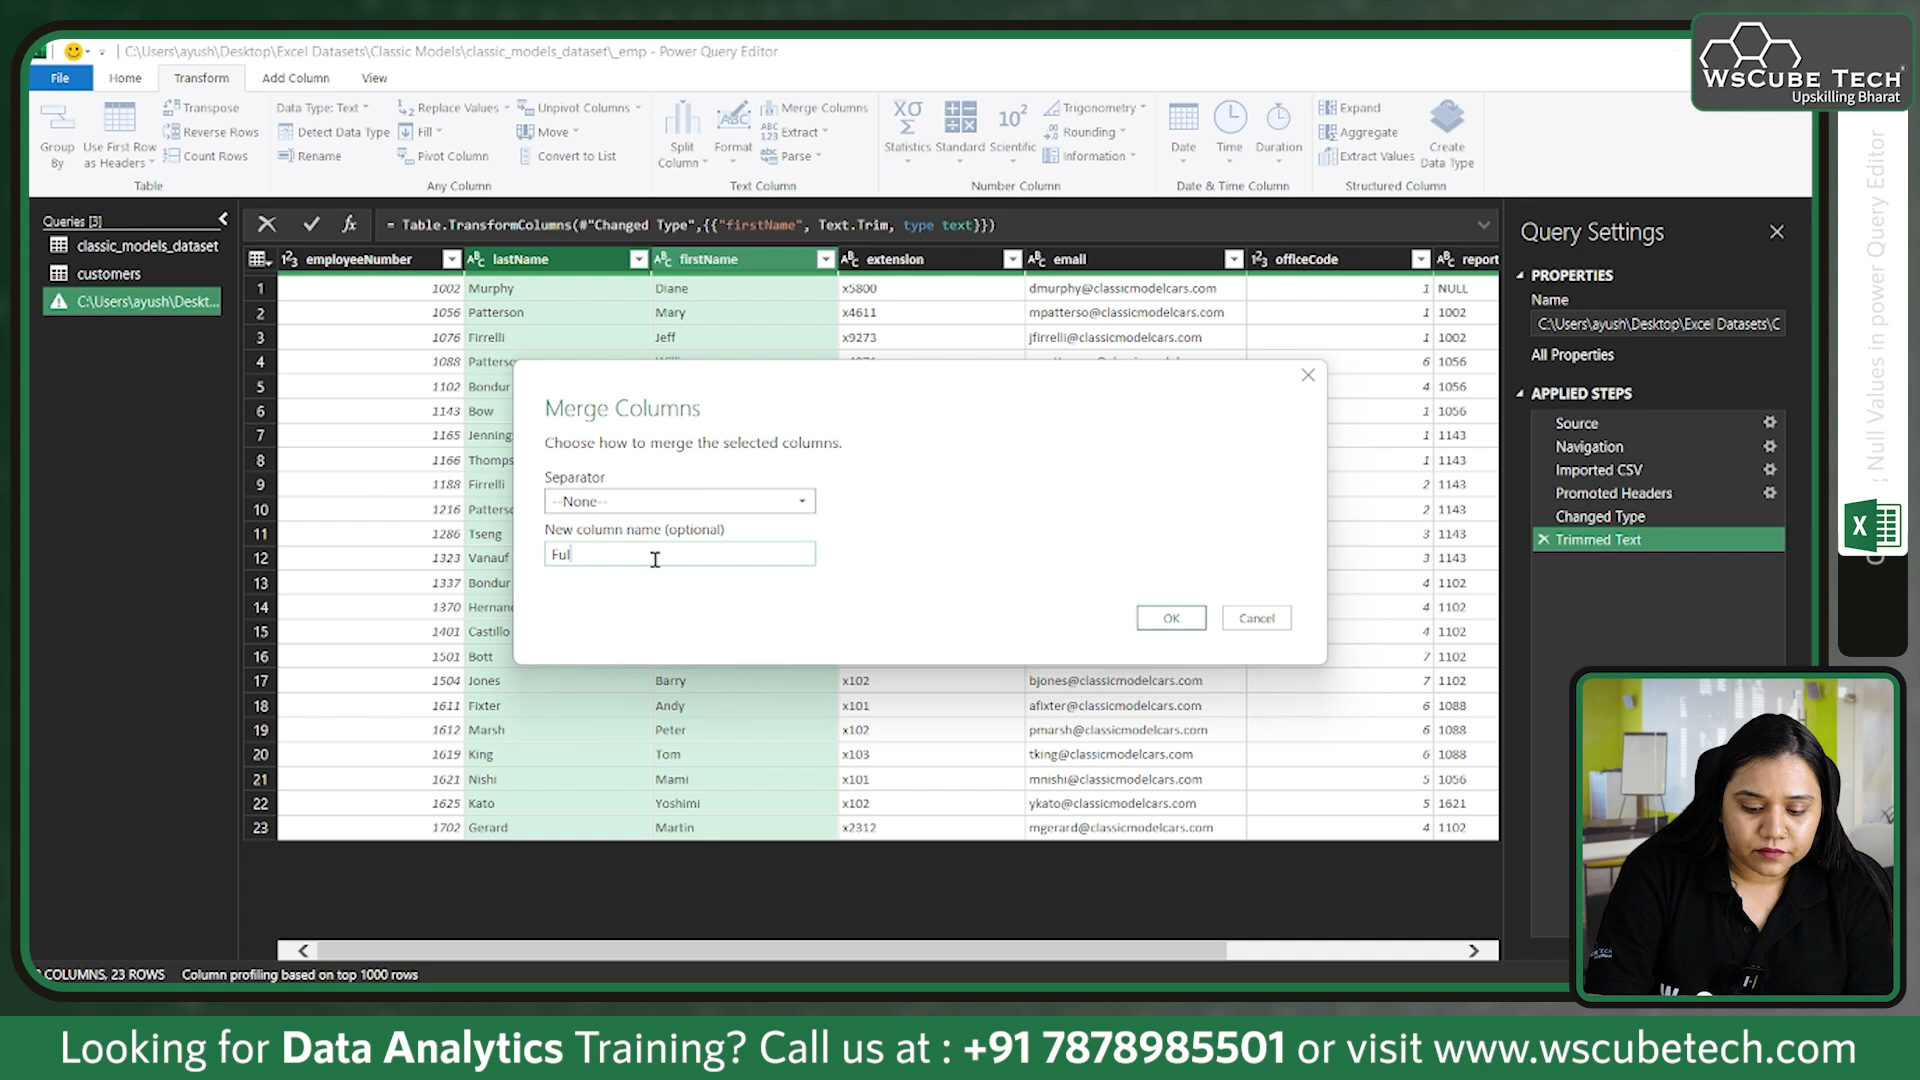 C:\Users\ayush\Desktop\Excel Datasets\Classic Models\classic_models_dataset\_emp - Power Query Editor
File Home Transform Add Column View
Group By
Use First Row as Headers
Transpose
Reverse Rows
Count Rows
Table
Data Type: Text
Detect Data Type
Rename
Replace Values
Fill
Pivot Column
Unpivot Columns
Move
Convert to List
Any Column
Split Column
Format
Merge Columns
Extract
Parse
Text Column
Statistics
Standard
Scientific
Trigonometry
Rounding
Information
Number Column
Date
Time
Duration
Date & Time Column
Expand
Aggregate
Extract Values
Create Data Type
Structured Column
WsCube Tech
Upskilling Bharat
Null Values in power Query Editor
Queries [3]
classic_models_dataset
customers
C:\Users\ayush\Deskt...
= Table.TransformColumns(#"Changed Type",{{"firstName", Text.Trim, type text}})
employeeNumber lastName firstName extension email officeCode report
1 1002 Murphy Diane x5800 dmurphy@classicmodelcars.com 1 NULL
2 1056 Patterson Mary x4611 mpatterso@classicmodelcars.com 1 1002
3 1076 Firrelli Jeff x9273 jfirrelli@classicmodelcars.com 1 1002
4 1088 Patterso 6 1056
5 1102 Bondur 4 1056
6 1143 Bow 1 1056
7 1165 Jenning 1 1143
8 1166 Thomps 1 1143
9 1188 Firrelli 2 1143
10 1216 Patterso 2 1143
11 1286 Tseng 3 1143
12 1323 Vanauf 3 1143
13 1337 Bondur 4 1102
14 1370 Hernand 4 1102
15 1401 Castillo 4 1102
16 1501 Bott 7 1102
17 1504 Jones Barry x102 bjones@classicmodelcars.com 7 1102
18 1611 Fixter Andy x101 afixter@classicmodelcars.com 6 1088
19 1612 Marsh Peter x102 pmarsh@classicmodelcars.com 6 1088
20 1619 King Tom x103 tking@classicmodelcars.com 6 1088
21 1621 Nishi Mami x101 mnishi@classicmodelcars.com 5 1056
22 1625 Kato Yoshimi x102 ykato@classicmodelcars.com 5 1621
23 1702 Gerard Martin x2312 mgerard@classicmodelcars.com 4 1102
Merge Columns
Choose how to merge the selected columns.
Separator
--None--
New column name (optional)
Ful
OK Cancel
Query Settings
PROPERTIES
Name
C:\Users\ayush\Desktop\Excel Datasets\C
All Properties
APPLIED STEPS
Source
Navigation
Imported CSV
Promoted Headers
Changed Type
Trimmed Text
COLUMNS, 23 ROWS Column profiling based on top 1000 rows
Looking for Data Analytics Training? Call us at : +91 7878985501 or visit www.wscubetech.com